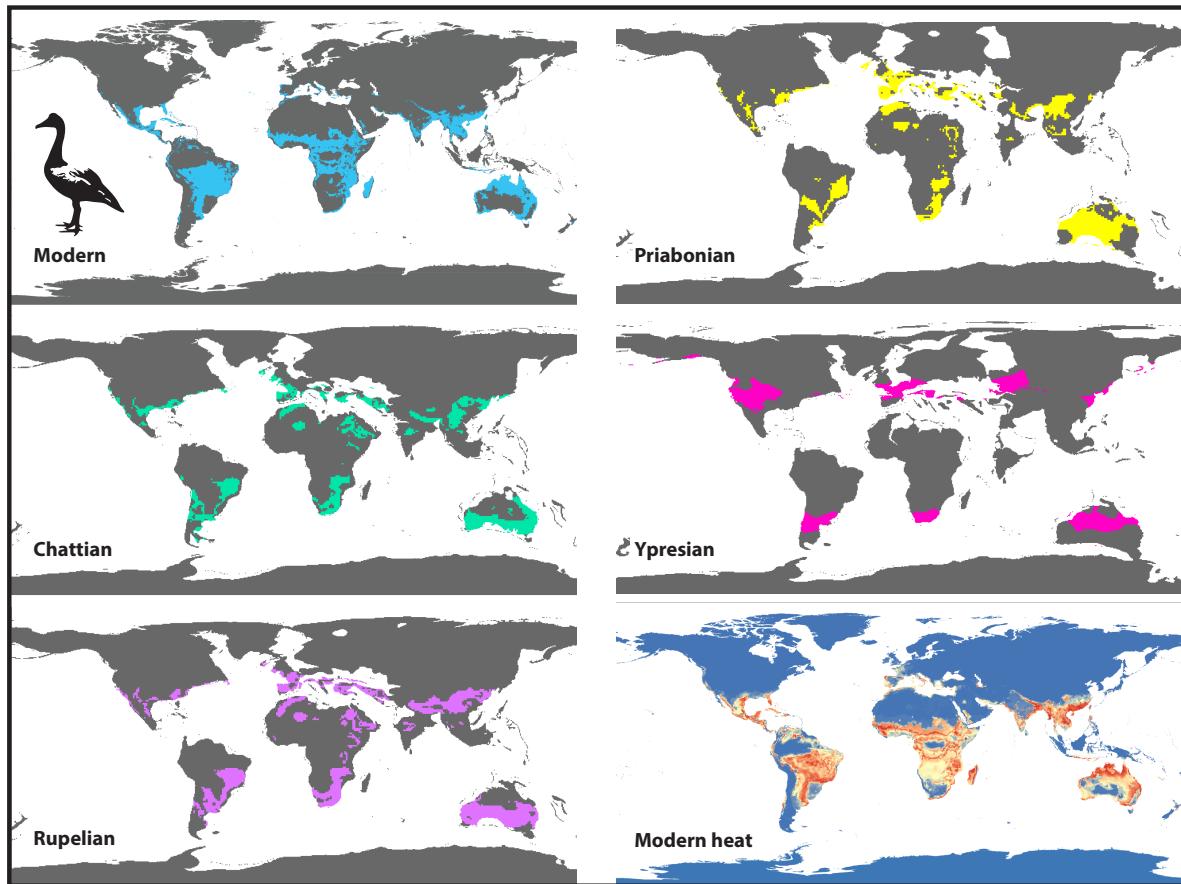 Modern
Priabonian
Chattian
Ypresian
Rupelian
Modern heat